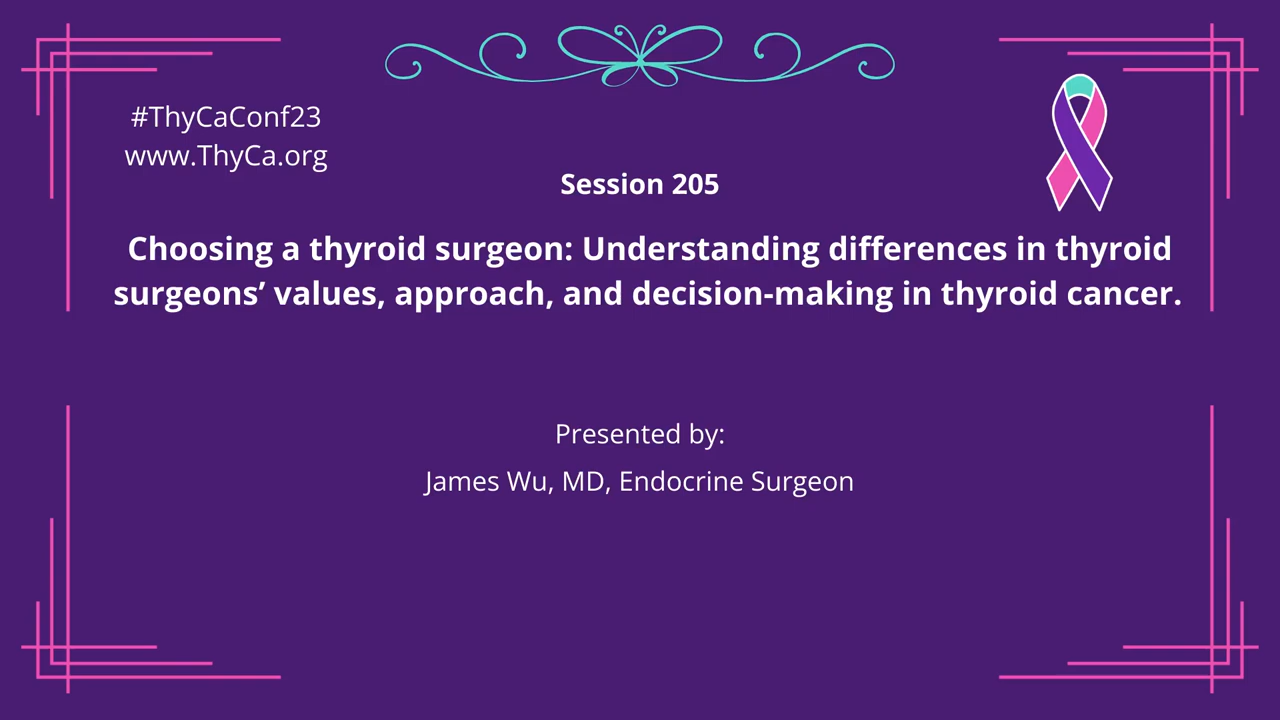 #ThyCaConf23
www.ThyCa.org
Session 205
Choosing a thyroid surgeon: Understanding differences in thyroid
surgeons’ values, approach, and decision-making in thyroid cancer.
Presented by:
James Wu, MD, Endocrine Surgeon